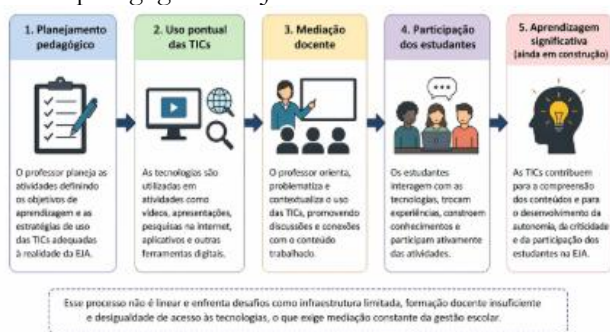 1. Planejamento
pedagógico
O professor planeja as
atividades definindo
os objetivos de
aprendizagem e as
estratégias de uso
das TICs adequadas
à realidade da EJA.
2. Uso pontual
das TICs
As tecnologias são
utilizadas em
atividades como
vídeos, apresentações,
pesquisas na internet,
aplicativos e outras
ferramentas digitais.
3. Mediação
docente
O professor orienta,
problematiza e
contextualiza o uso
das TICs, promovendo
discussões e conexões
com o conteúdo
trabalhado.
4. Participação
dos estudantes
Os estudantes
interagem com as
tecnologias, trocam
experiências, constroem
conhecimentos e
participam ativamente
das atividades.
5. Aprendizagem
significativa
(ainda em construção)
As TICs contribuem
para a compreensão
dos conteúdos e para
o desenvolvimento da
autonomia, da criticidade
e da participação dos
estudantes na EJA.
Esse processo não é linear e enfrenta desafios como infraestrutura limitada, formação docente insuficiente
e desigualdade de acesso às tecnologias, o que exige mediação constante da gestão escolar.